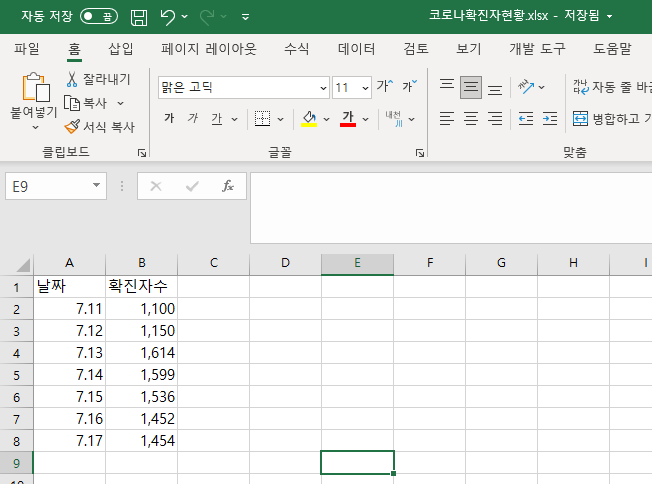 자동 저장 끔 코로나확진자현황.xlsx - 저장됨
파일 홈 삽입 페이지 레이아웃 수식 데이터 검토 보기 개발 도구 도움말
붙여넣기
잘라내기
복사
서식 복사
클립보드
맑은 고딕 11 가 가
가 가 가 가 내천
글꼴
가나다 자동 줄 바꿈
병합하고 가
맞춤
E9 fx
A B C D E F G H I
1 날짜 확진자수
2 7.11 1,100
3 7.12 1,150
4 7.13 1,614
5 7.14 1,599
6 7.15 1,536
7 7.16 1,452
8 7.17 1,454
9